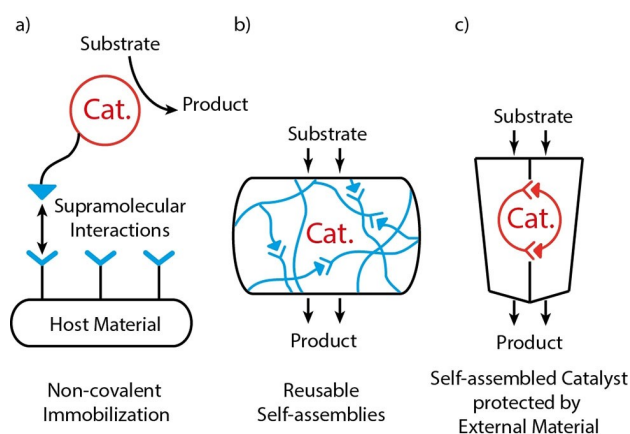 a)
Substrate
Cat.
Product
Supramolecular
Interactions
Host Material
Non-covalent
Immobilization
b)
Substrate
Cat.
Product
Reusable
Self-assemblies
c)
Substrate
Cat.
Product
Self-assembled Catalyst
protected by
External Material